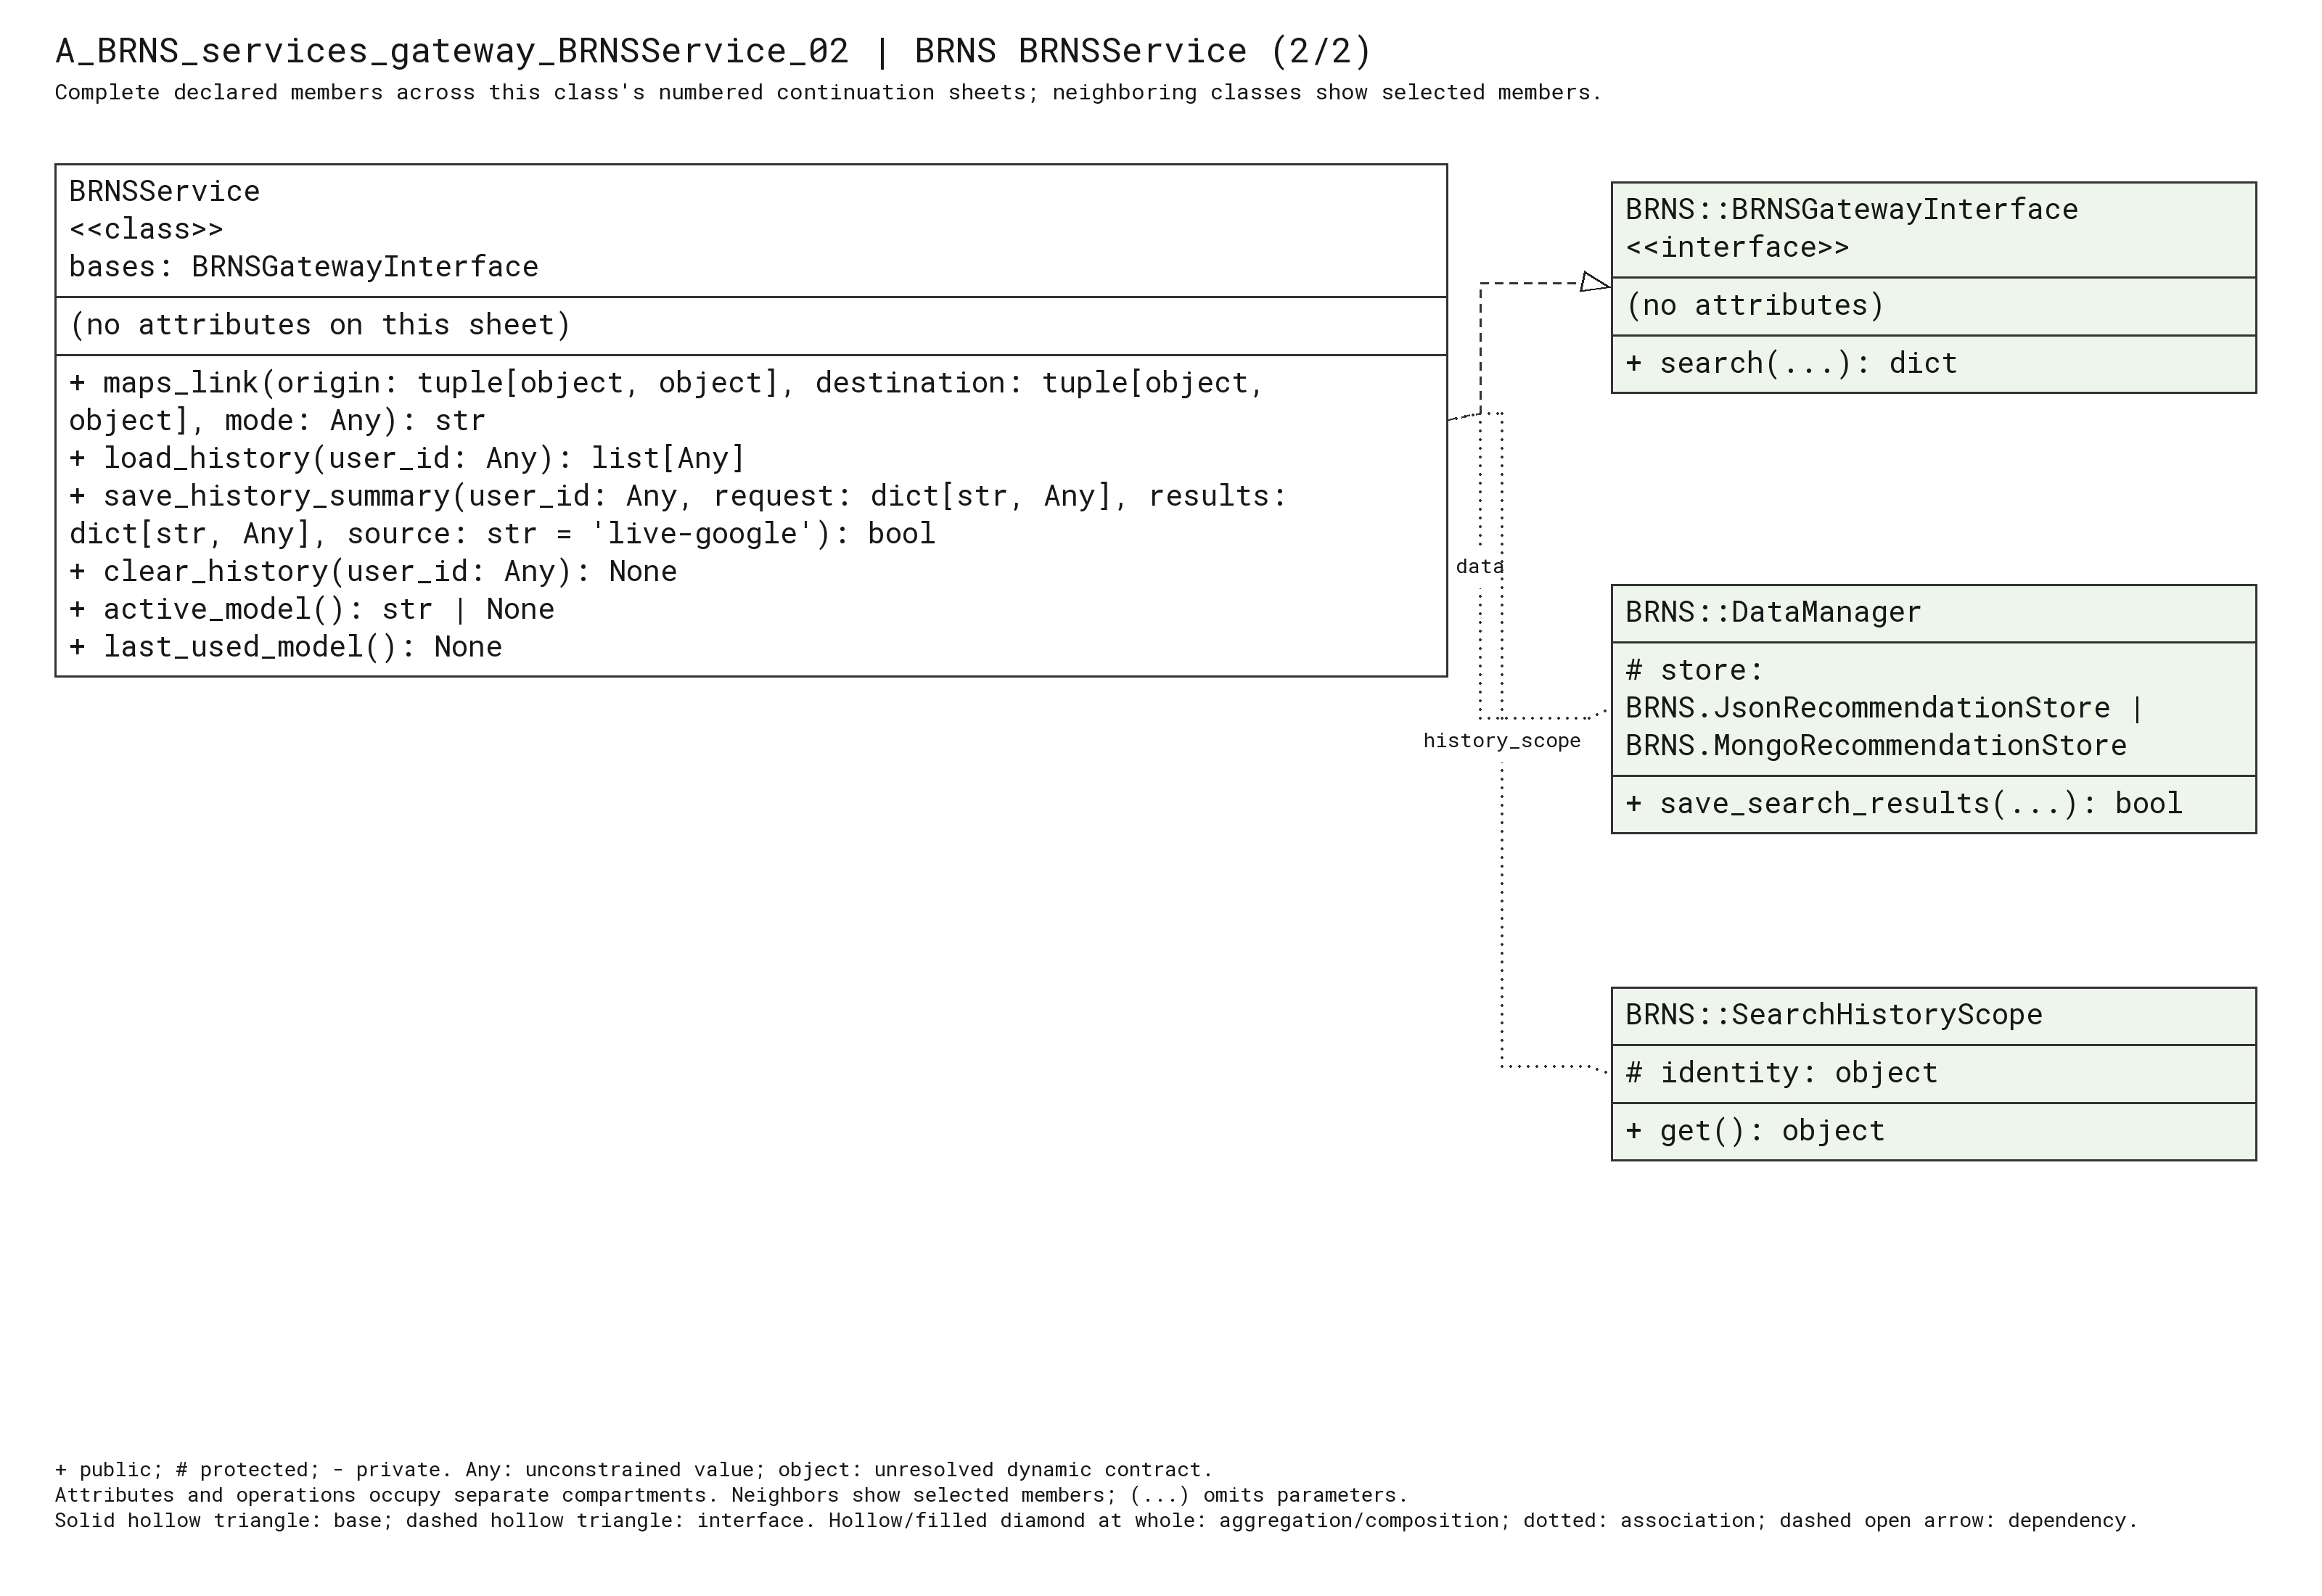 A_BRNS_services_gateway_BRNSService_02 | BRNS BRNSService (2/2)
Complete declared members across this class's numbered continuation sheets; neighboring classes show selected members.
BRNSService
<<class>>
bases: BRNSGatewayInterface
(no attributes on this sheet)
+ maps_link(origin: tuple[object, object], destination: tuple[object,
object], mode: Any): str
+ load_history(user_id: Any): list[Any]
+ save_history_summary(user_id: Any, request: dict[str, Any], results:
dict[str, Any], source: str = 'live-google'): bool
+ clear_history(user_id: Any): None
+ active_model(): str | None
+ last_used_model(): None
data
history_scope
BRNS::BRNSGatewayInterface
<<interface>>
(no attributes)
+ search(...): dict
BRNS::DataManager
# store:
BRNS.JsonRecommendationStore |
BRNS.MongoRecommendationStore
+ save_search_results(...): bool
BRNS::SearchHistoryScope
# identity: object
+ get(): object
+ public; # protected; - private. Any: unconstrained value; object: unresolved dynamic contract.
Attributes and operations occupy separate compartments. Neighbors show selected members; (...) omits parameters.
Solid hollow triangle: base; dashed hollow triangle: interface. Hollow/filled diamond at whole: aggregation/composition; dotted: association; dashed open arrow: dependency.